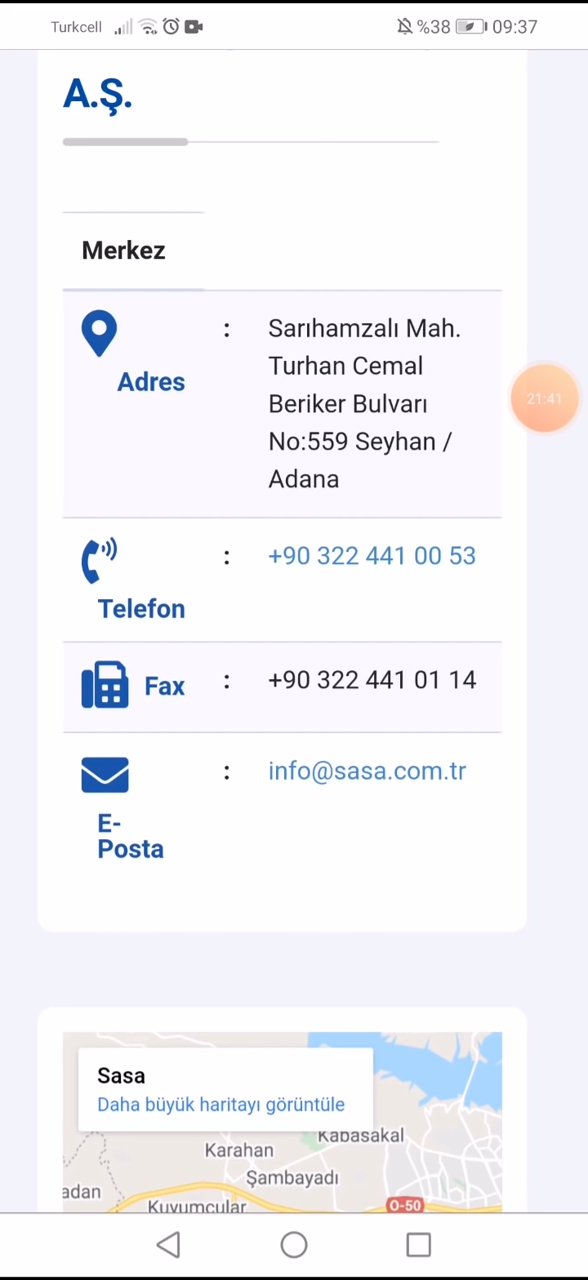 Turkcell %38 09:37
A.Ş.
Merkez
Adres : Sarıhamzalı Mah.
Turhan Cemal
Beriker Bulvarı
No:559 Seyhan /
Adana
21:41
Telefon : +90 322 441 00 53
Fax : +90 322 441 01 14
E-
Posta : info@sasa.com.tr
Sasa
Daha büyük haritayı görüntüle
Kabasakal
Karahan
Şambayadı
adan
Kuyumcular
O-50